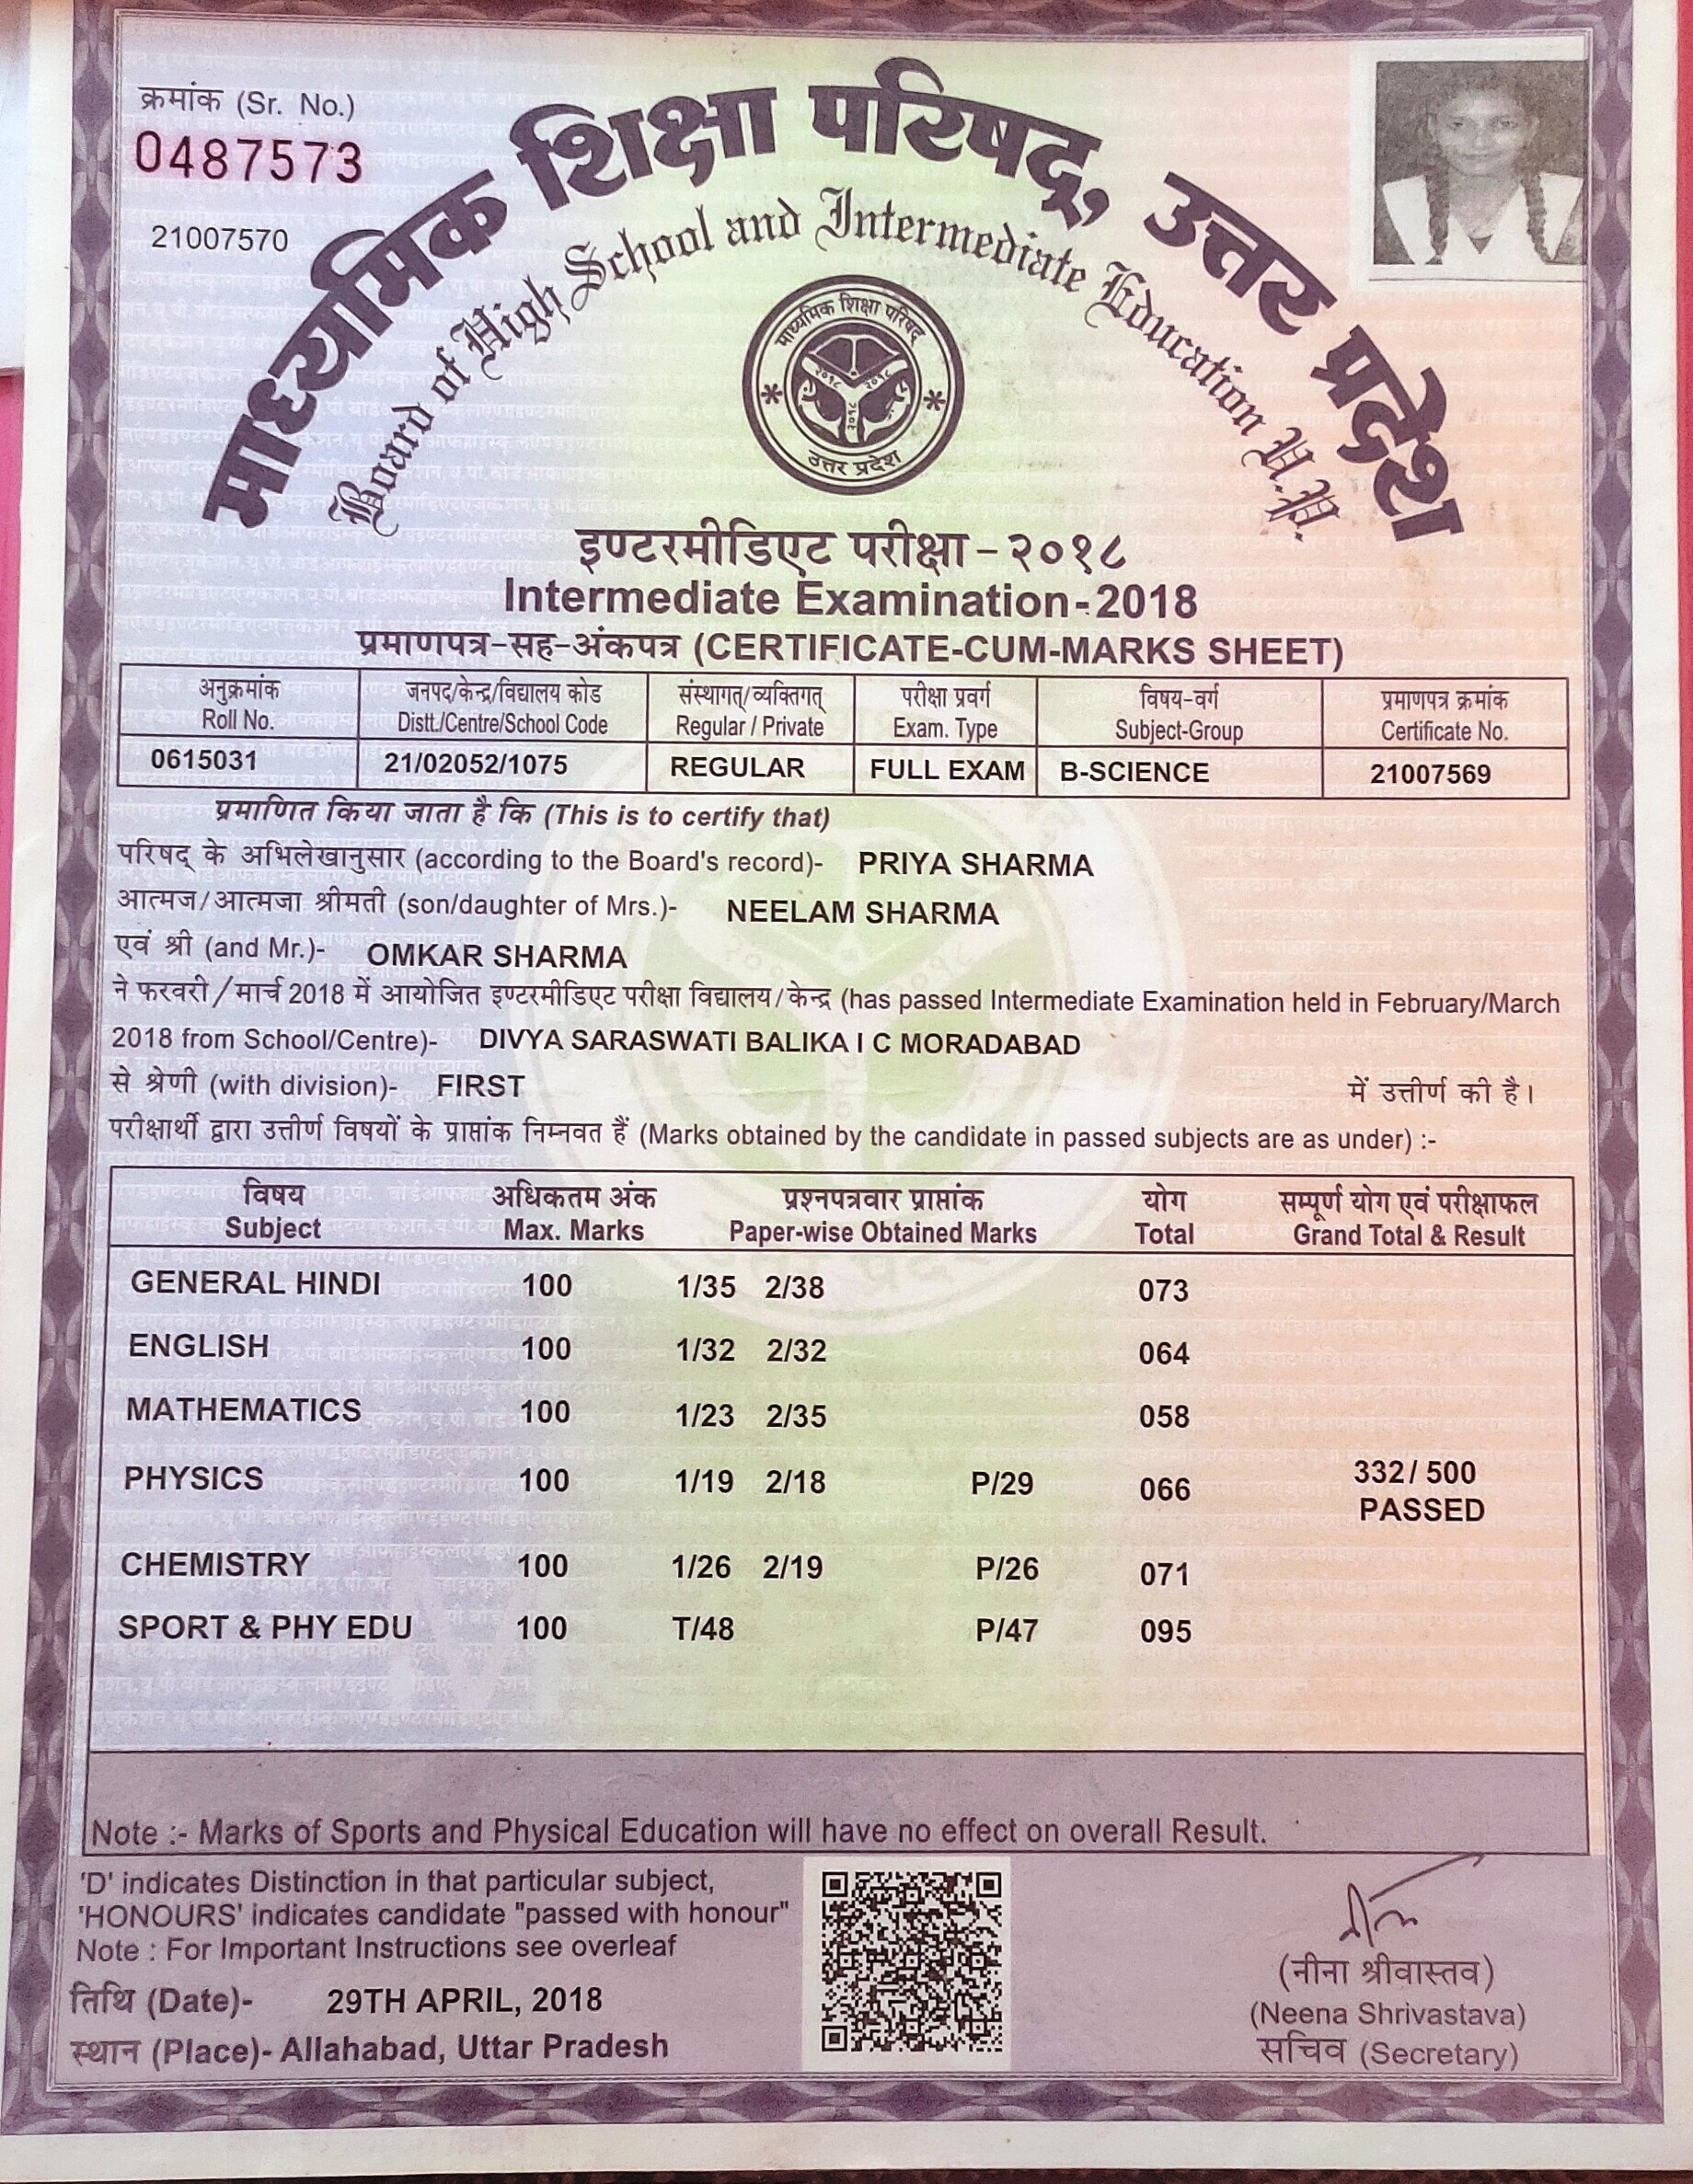 क्रमांक (Sr. No.)
0487573
21007570
माध्यमिक शिक्षा परिषद्, उत्तर प्रदेश
Board of High School and Intermediate Education U.P.
माध्यमिक शिक्षा परिषद्
२०१८ २०१८
२०१८
उत्तर प्रदेश
इण्टरमीडिएट परीक्षा - २०१८
Intermediate Examination-2018
प्रमाणपत्र-सह-अंकपत्र (CERTIFICATE-CUM-MARKS SHEET)
अनुक्रमांक जनपद/केन्द्र/विद्यालय कोड संस्थागत्/व्यक्तिगत् परीक्षा प्रवर्ग विषय-वर्ग प्रमाणपत्र क्रमांक
Roll No. Distt./Centre/School Code Regular / Private Exam. Type Subject-Group Certificate No.
0615031 21/02052/1075 REGULAR FULL EXAM B-SCIENCE 21007569
प्रमाणित किया जाता है कि (This is to certify that)
परिषद् के अभिलेखानुसार (according to the Board's record)- PRIYA SHARMA
आत्मज/आत्मजा श्रीमती (son/daughter of Mrs.)- NEELAM SHARMA
एवं श्री (and Mr.)- OMKAR SHARMA
ने फरवरी/मार्च 2018 में आयोजित इण्टरमीडिएट परीक्षा विद्यालय/केन्द्र (has passed Intermediate Examination held in February/March
2018 from School/Centre)- DIVYA SARASWATI BALIKA I C MORADABAD
से श्रेणी (with division)- FIRST में उत्तीर्ण की है।
परीक्षार्थी द्वारा उत्तीर्ण विषयों के प्राप्तांक निम्नवत हैं (Marks obtained by the candidate in passed subjects are as under) :-
विषय अधिकतम अंक प्रश्नपत्रवार प्राप्तांक योग सम्पूर्ण योग एवं परीक्षाफल
Subject Max. Marks Paper-wise Obtained Marks Total Grand Total & Result
GENERAL HINDI 100 1/35 2/38 073
ENGLISH 100 1/32 2/32 064
MATHEMATICS 100 1/23 2/35 058
PHYSICS 100 1/19 2/18 P/29 066 332/ 500
PASSED
CHEMISTRY 100 1/26 2/19 P/26 071
SPORT & PHY EDU 100 T/48 P/47 095
Note :- Marks of Sports and Physical Education will have no effect on overall Result.
'D' indicates Distinction in that particular subject,
'HONOURS' indicates candidate "passed with honour"
Note : For Important Instructions see overleaf
तिथि (Date)- 29TH APRIL, 2018
स्थान (Place)- Allahabad, Uttar Pradesh
(नीना श्रीवास्तव)
(Neena Shrivastava)
सचिव (Secretary)